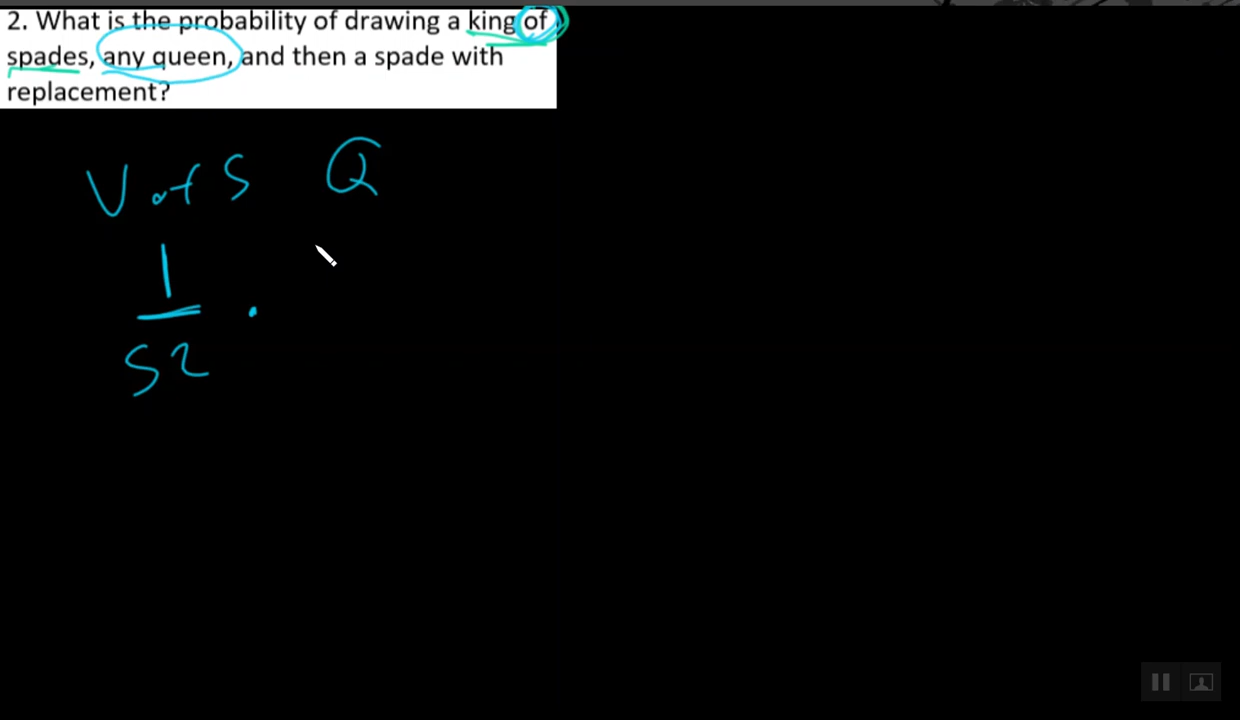 2. What is the probability of drawing a king of
spades, any queen, and then a spade with
replacement?
V of S Q
1
52 .